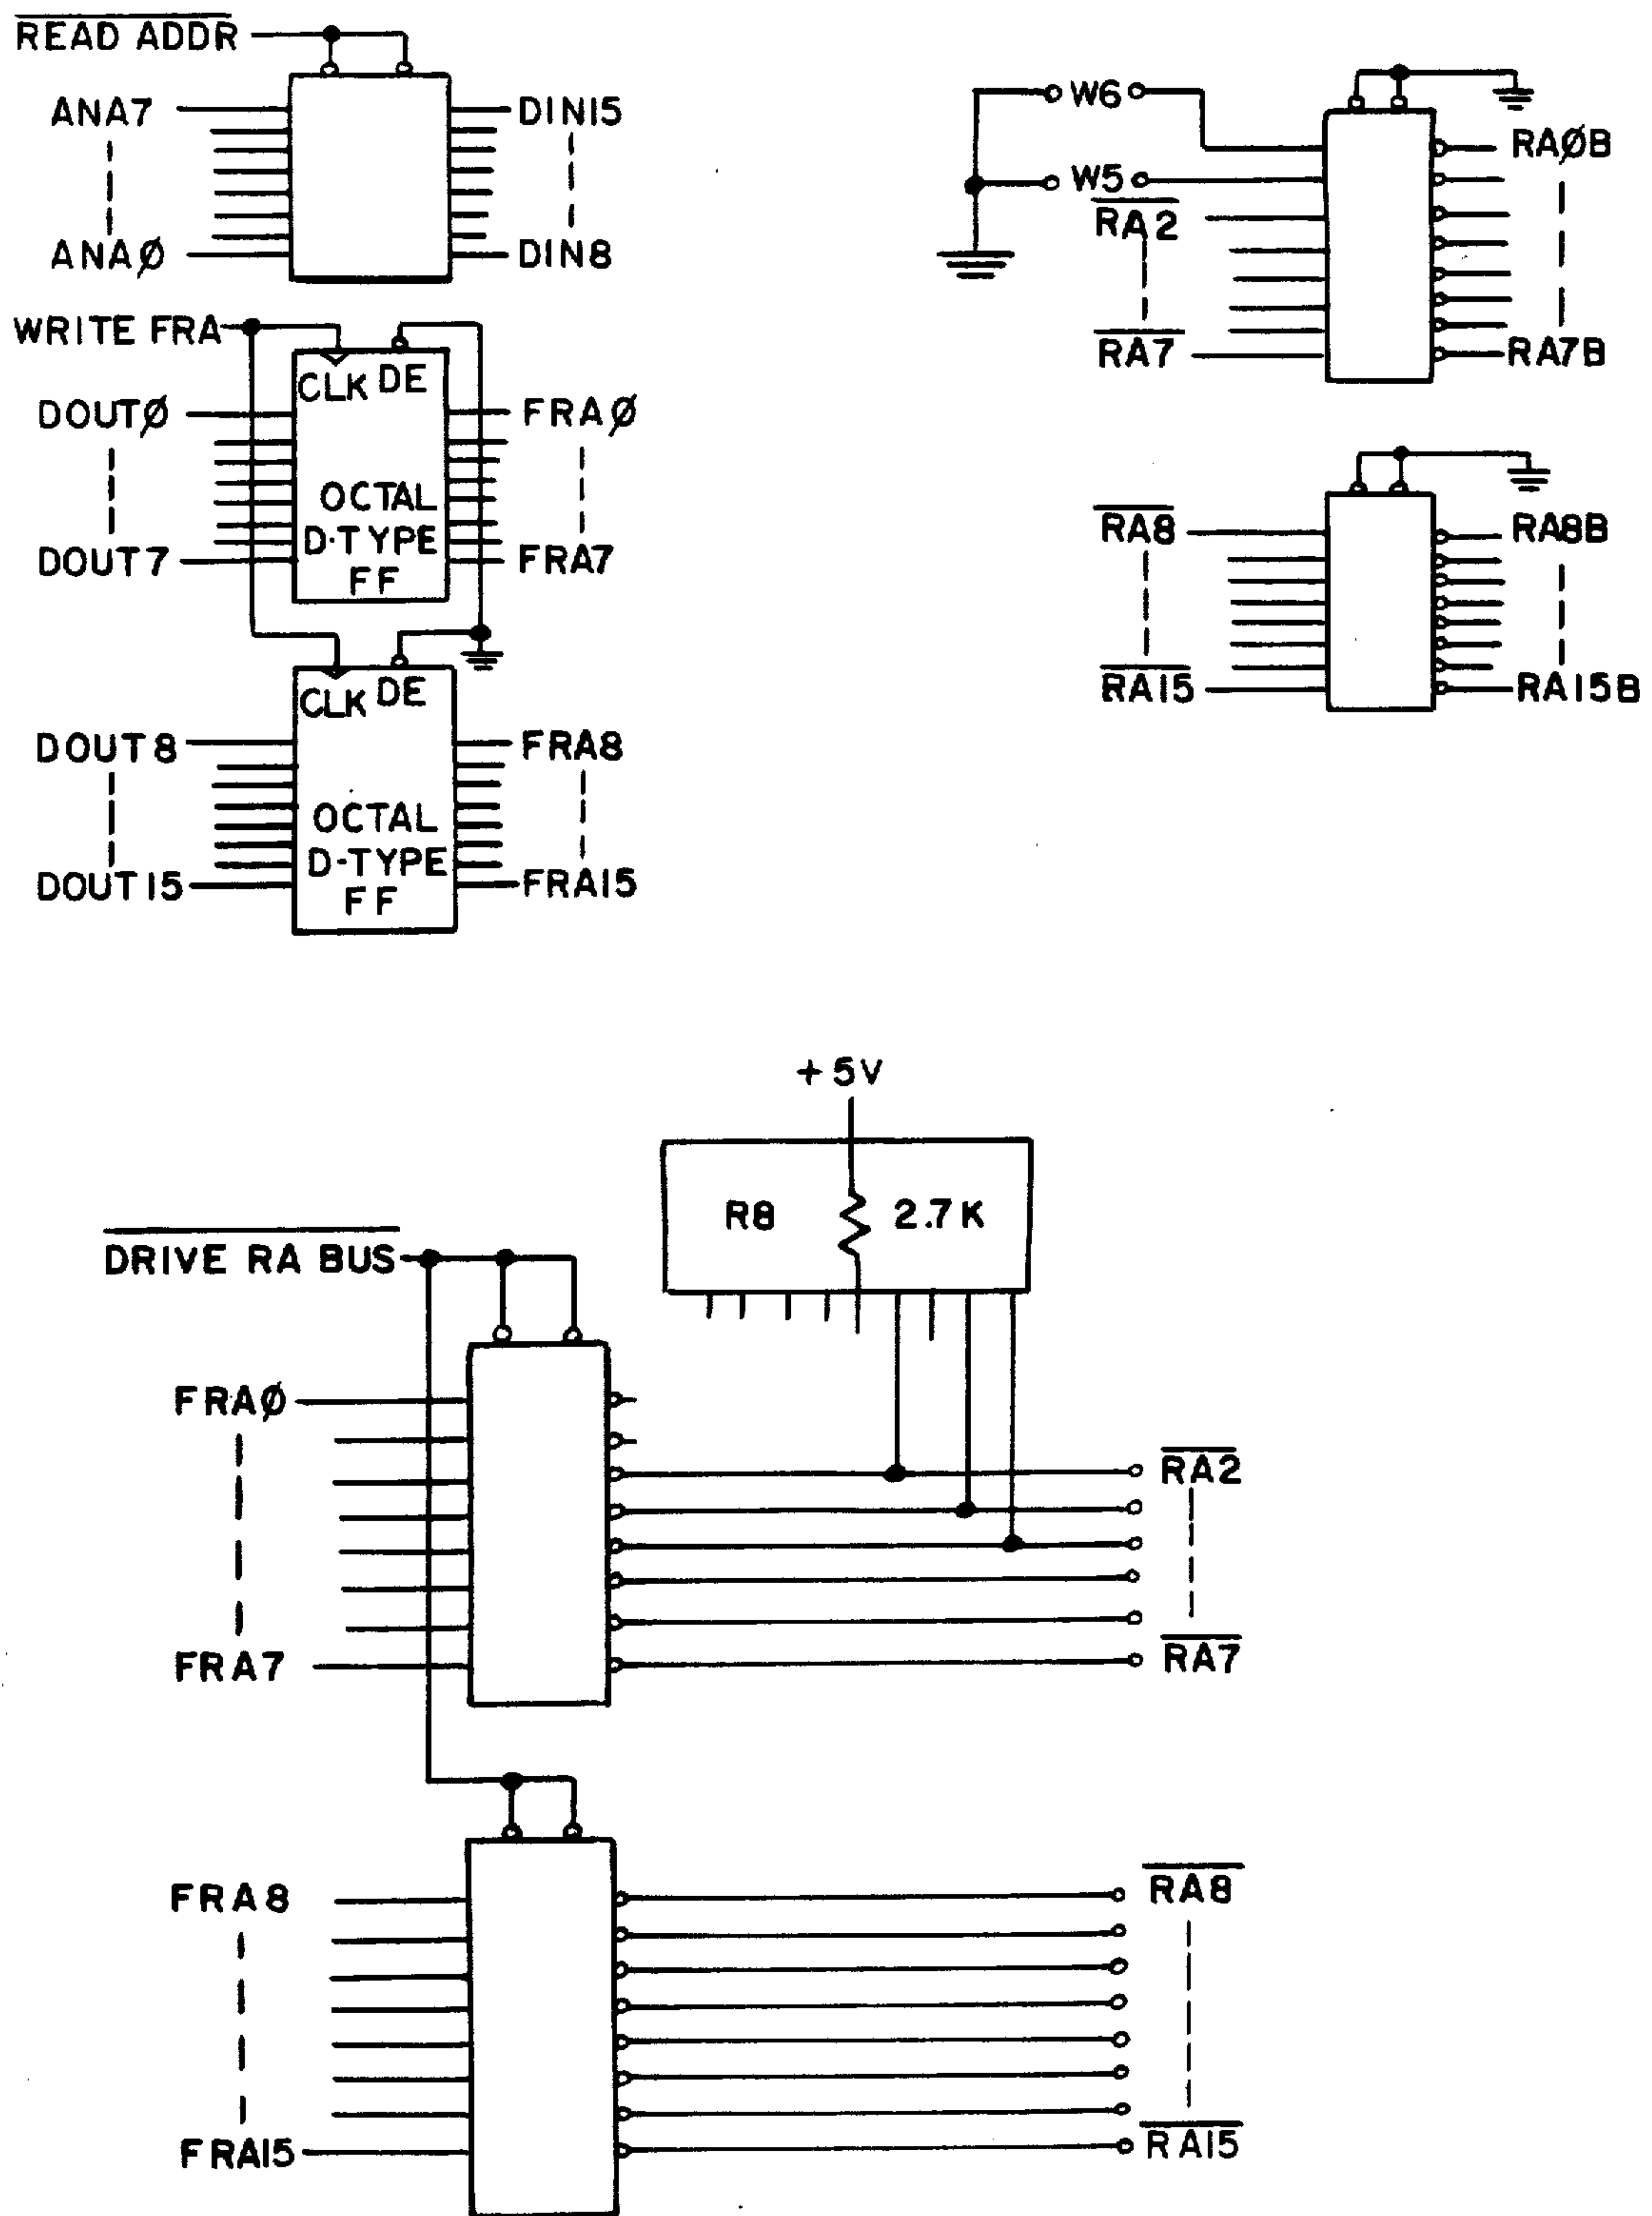 READ ADDR
ANA7
DIN15
ANAØ
DIN8
WRITE FRA
CLK DE
DOUTØ
FRAØ
OCTAL
D-TYPE
FF
DOUT7
FRA7
CLK DE
DOUT8
FRA8
OCTAL
D-TYPE
FF
DOUT15
FRA15
W6
RAØB
W5
RA2
RA7
RA7B
RA8
RA8B
RA15
RA15B
+5V
R8 2.7K
DRIVE RA BUS
FRAØ
RA2
FRA7
RA7
FRA8
RA8
FRA15
RA15